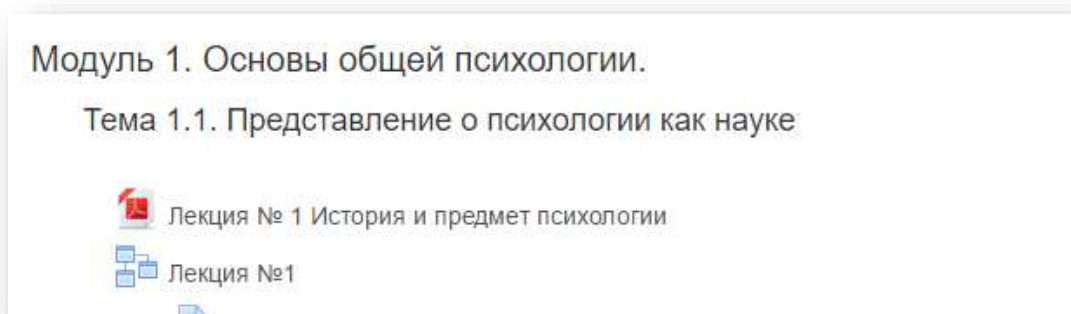 Модуль 1. Основы общей психологии.
Тема 1.1. Представление о психологии как науке
Лекция № 1 История и предмет психологии
Лекция №1